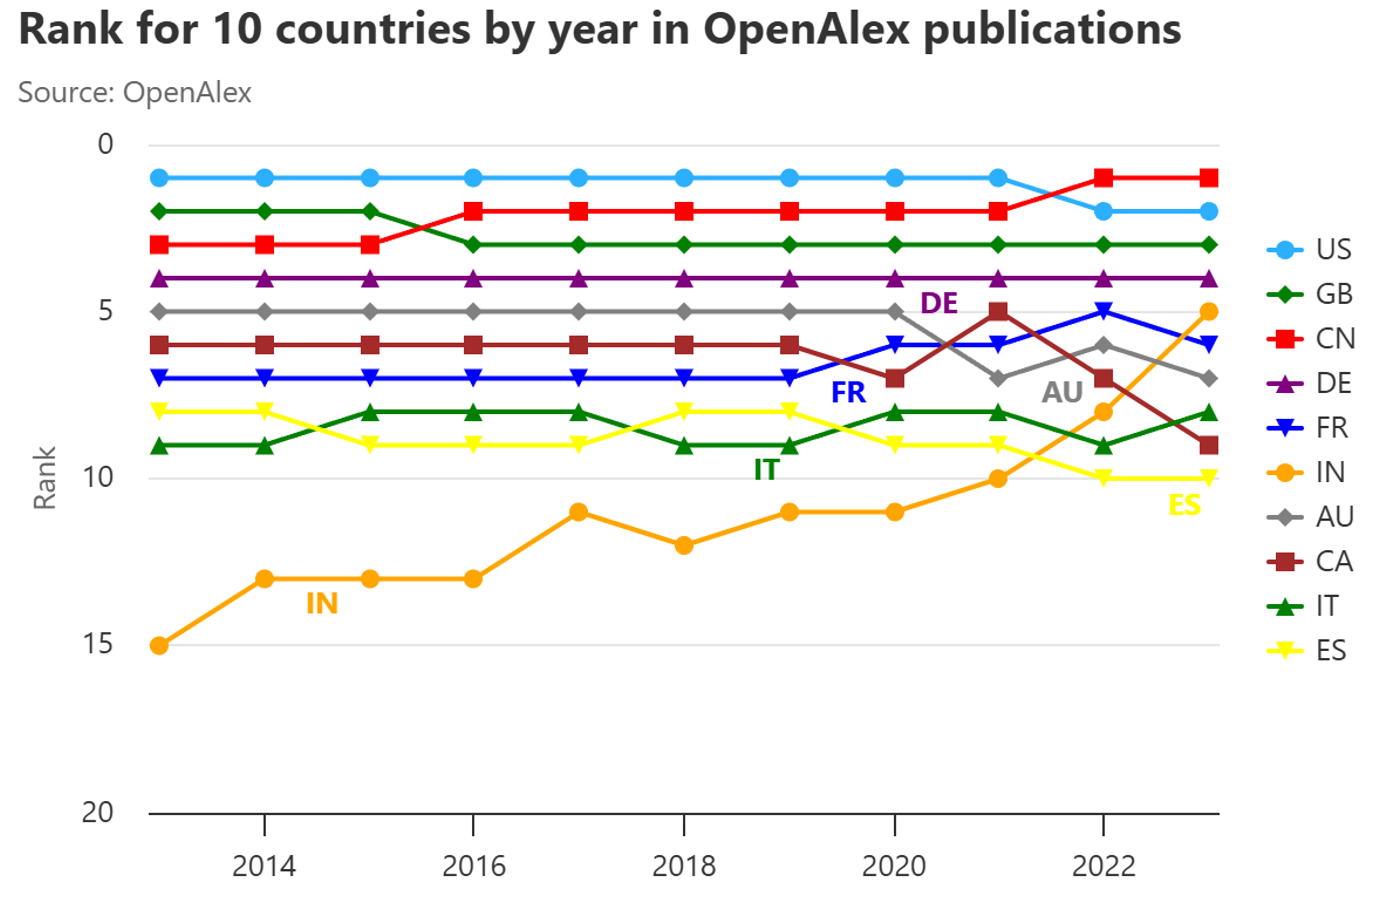 Rank for 10 countries by year in OpenAlex publications
Source: OpenAlex
0
5
10
15
20
Rank
2014
2016
2018
2020
2022
DE
FR
AU
IT
ES
IN
US
GB
CN
DE
FR
IN
AU
CA
IT
ES